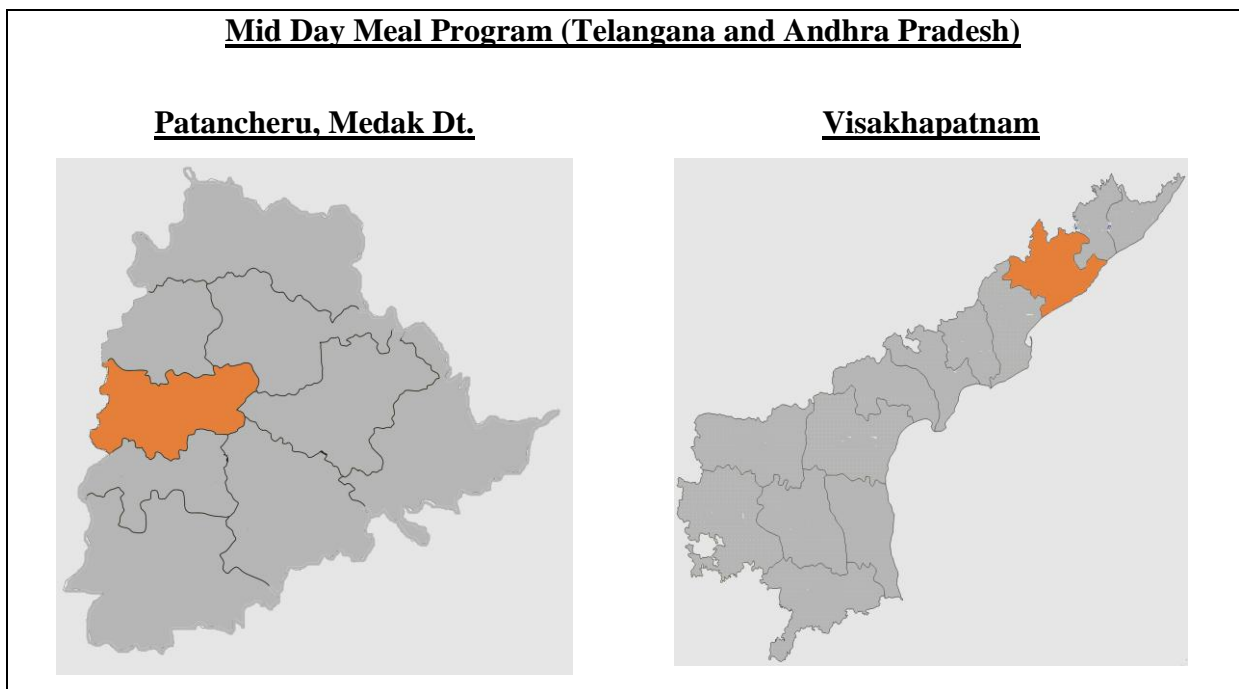 Mid Day Meal Program (Telangana and Andhra Pradesh)
Patancheru, Medak Dt.
Visakhapatnam